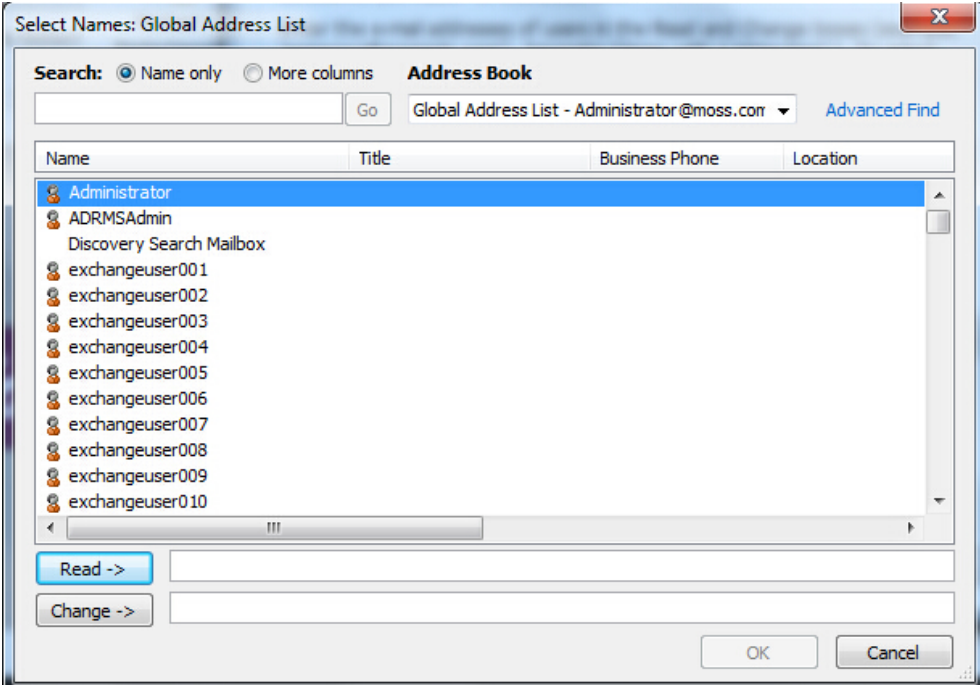 Select Names: Global Address List
Search: Name only More columns Address Book
Go Global Address List - Administrator@moss.com Advanced Find
Name Title Business Phone Location
Administrator
ADRMSAdmin
Discovery Search Mailbox
exchangeuser001
exchangeuser002
exchangeuser003
exchangeuser004
exchangeuser005
exchangeuser006
exchangeuser007
exchangeuser008
exchangeuser009
exchangeuser010
Read ->
Change ->
OK Cancel